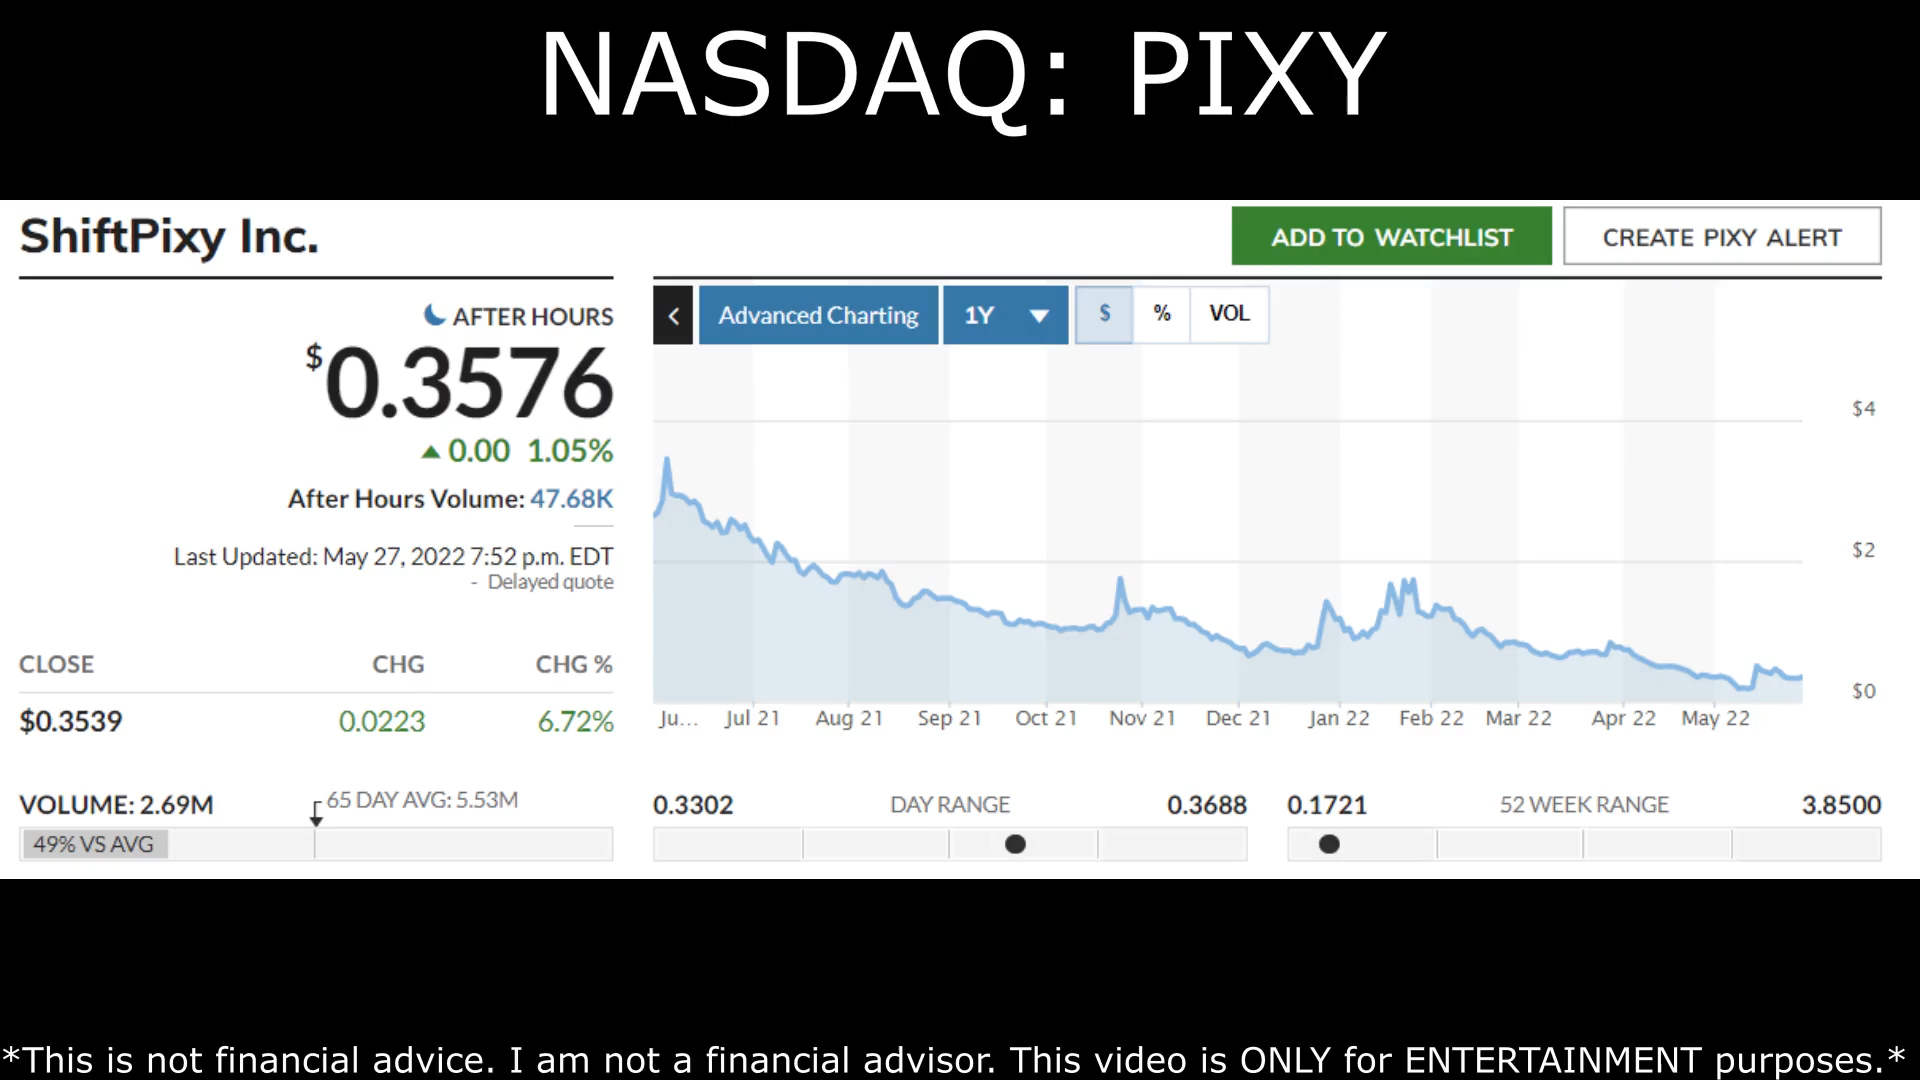 NASDAQ: PIXY
ShiftPixy Inc.
ADD TO WATCHLIST
CREATE PIXY ALERT
AFTER HOURS
$0.3576
0.00 1.05%
After Hours Volume: 47.68K
Last Updated: May 27, 2022 7:52 p.m. EDT
- Delayed quote
CLOSE CHG CHG %
$0.3539 0.0223 6.72%
VOLUME: 2.69M 65 DAY AVG: 5.53M
49% VS AVG
< Advanced Charting 1Y $ % VOL
$4
$2
$0
Ju... Jul 21 Aug 21 Sep 21 Oct 21 Nov 21 Dec 21 Jan 22 Feb 22 Mar 22 Apr 22 May 22
0.3302 DAY RANGE 0.3688
0.1721 52 WEEK RANGE 3.8500
*This is not financial advice. I am not a financial advisor. This video is ONLY for ENTERTAINMENT purposes.*